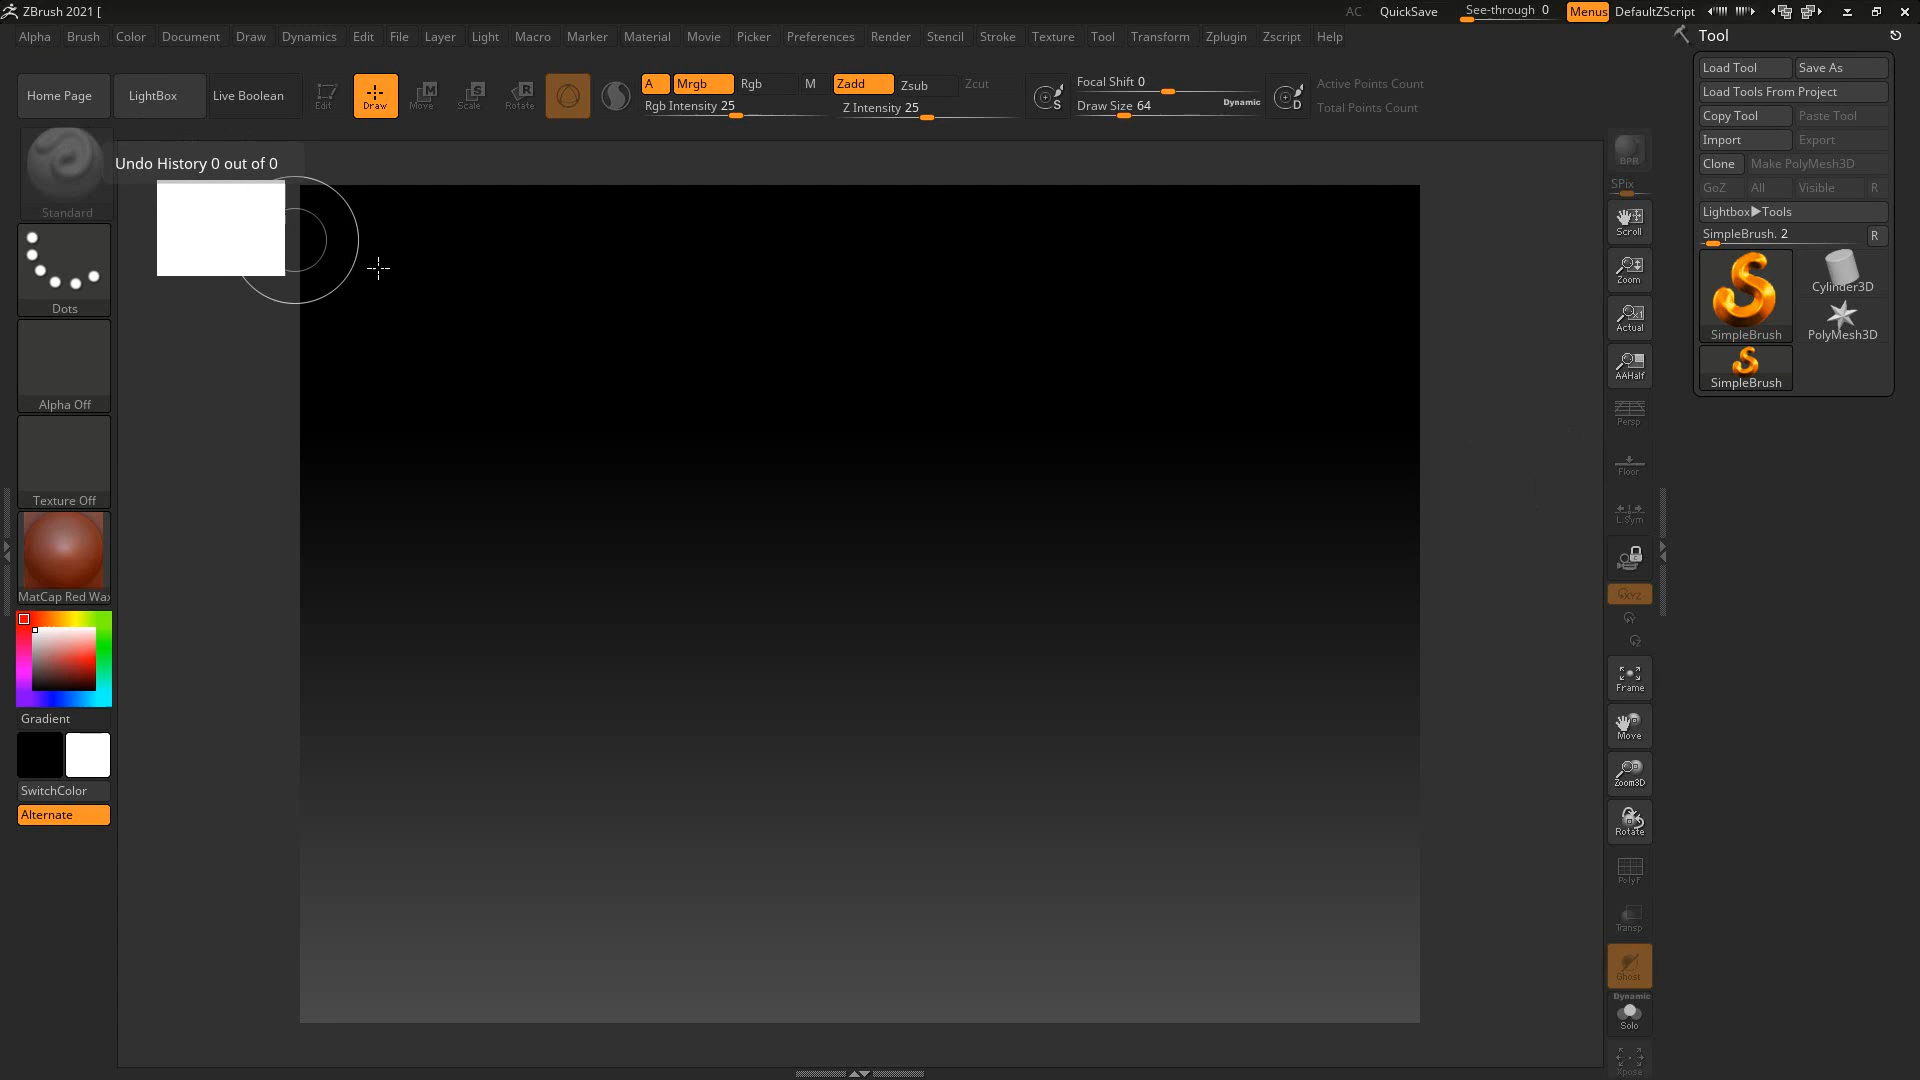 ZBrush 2021 [
AC QuickSave See-through 0 Menus DefaultZScript
Alpha Brush Color Document Draw Dynamics Edit File Layer Light Macro Marker Material Movie Picker Preferences Render Stencil Stroke Texture Tool Transform Zplugin Zscript Help
Home Page LightBox Live Boolean Edit Draw Move Scale Rotate
A Mrgb Rgb M Zadd Zsub Zcut
Rgb Intensity 25 Z Intensity 25
Focal Shift 0
Draw Size 64 Dynamic
S D
Active Points Count
Total Points Count
Undo History 0 out of 0
Standard
Dots
Alpha Off
Texture Off
MatCap Red Wax
Gradient
SwitchColor
Alternate
BPR
SPix
Scroll
Zoom
Actual
AAHalf
Persp
Floor
L.Sym
XYZ
Y
Z
Frame
Move
Zoom3D
Rotate
PolyF
Transp
Ghost
Dynamic
Solo
Xpose
Tool
Load Tool Save As
Load Tools From Project
Copy Tool Paste Tool
Import Export
Clone Make PolyMesh3D
GoZ All Visible R
Lightbox▶Tools
SimpleBrush. 2 R
SimpleBrush Cylinder3D
PolyMesh3D
SimpleBrush